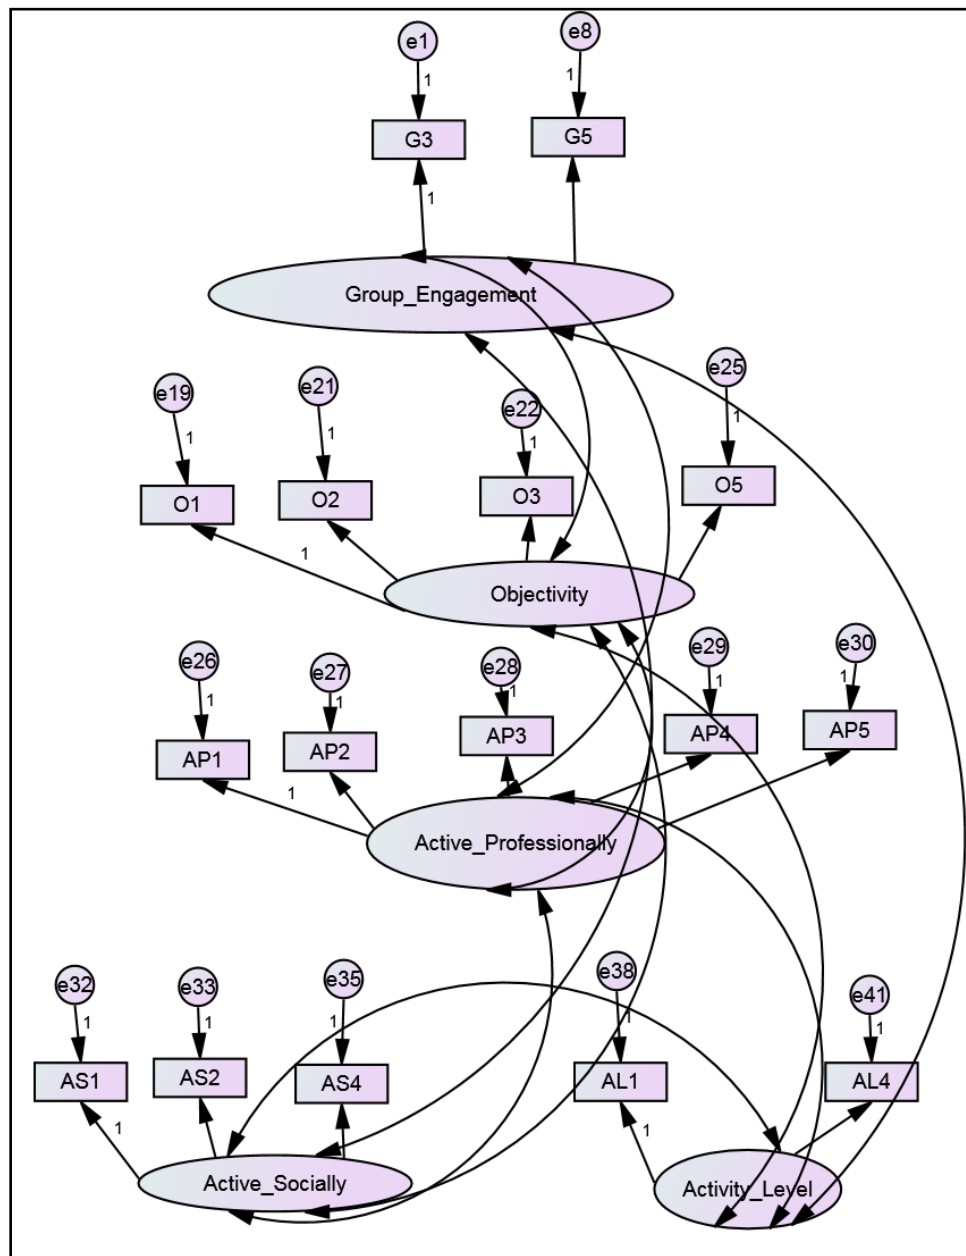 e1 e8
1 1
G3 G5
1
Group_Engagement
e19 e21 e22 e25
1 1 1 1
O1 O2 O3 O5
1
Objectivity
e26 e27 e28 e29 e30
1 1 1 1 1
AP1 AP2 AP3 AP4 AP5
1
Active_Professionally
e32 e33 e35 e38 e41
1 1 1 1 1
AS1 AS2 AS4 AL1 AL4
1 1
Active_Socially Activity_Level